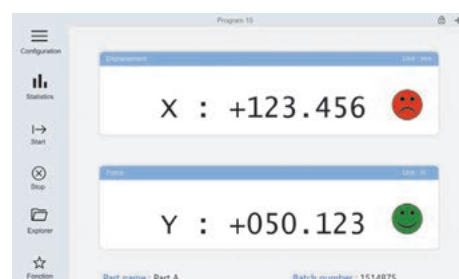 Program 10
Configuration
Displacement
Unit : mm
X : +123.456
Statistics
Start
Force
Unit : N
Stop
Y : +050.123
Explorer
Fonction
Part name : Part A
Batch number : 1514875